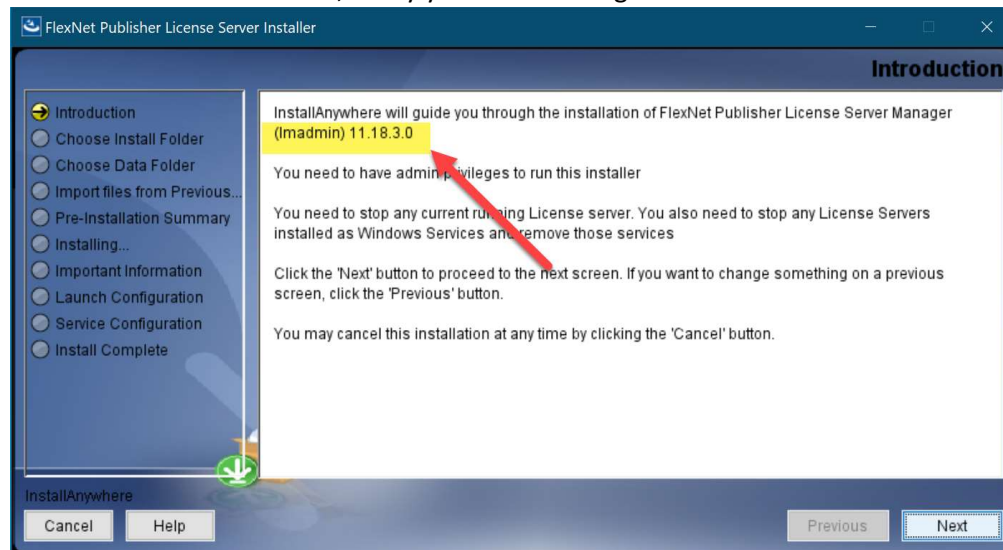 FlexNet Publisher License Server Installer
Introduction
Introduction
Choose Install Folder
Choose Data Folder
Import files from Previous...
Pre-Installation Summary
Installing...
Important Information
Launch Configuration
Service Configuration
Install Complete
InstallAnywhere will guide you through the installation of FlexNet Publisher License Server Manager
(lmadmin) 11.18.3.0
You need to have admin privileges to run this installer
You need to stop any current running License server. You also need to stop any License Servers
installed as Windows Services and remove those services
Click the 'Next' button to proceed to the next screen. If you want to change something on a previous
screen, click the 'Previous' button.
You may cancel this installation at any time by clicking the 'Cancel' button.
InstallAnywhere
Cancel
Help
Previous
Next